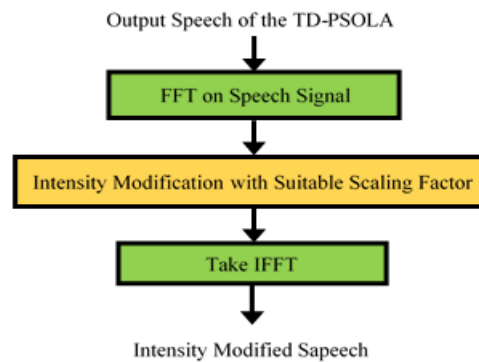 Output Speech of the TD-PSOLA
FFT on Speech Signal
Intensity Modification with Suitable Scaling Factor
Take IFFT
Intensity Modified Sapeech